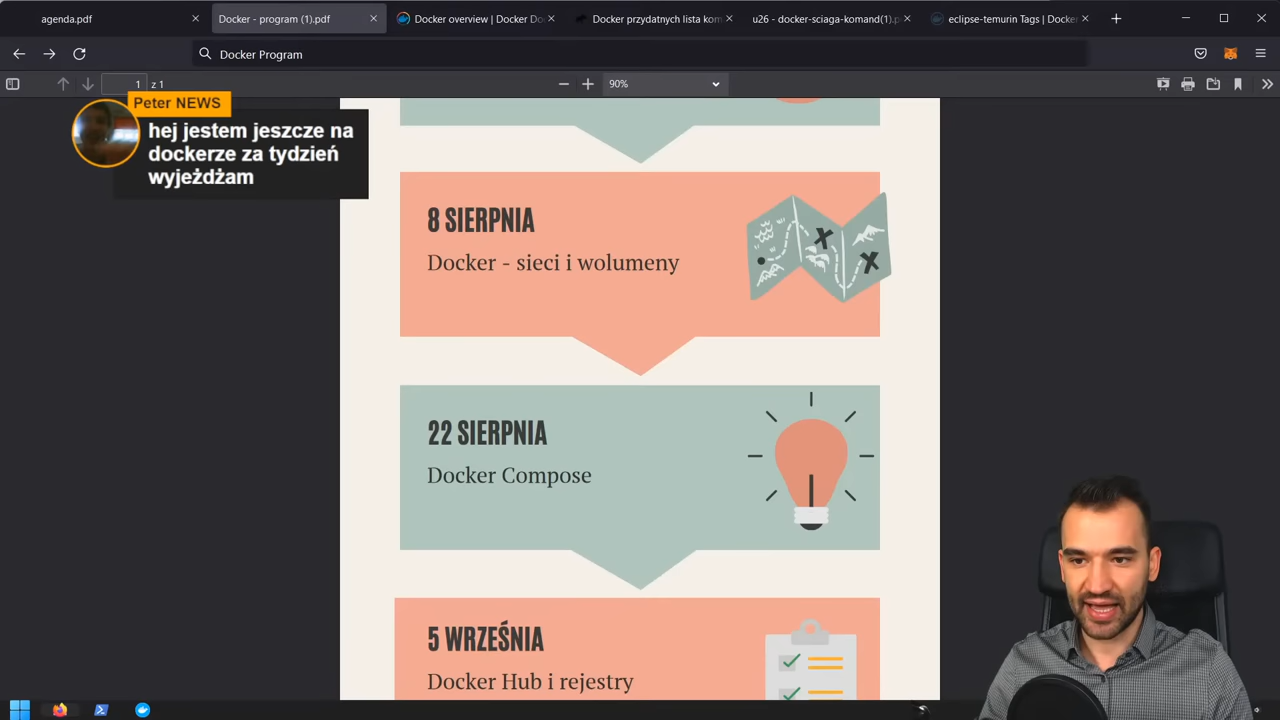 agenda.pdf
Docker - program (1).pdf
Docker overview | Docker Do
Docker przydatnych lista kom
u26 - docker-sciaga-komand(1).p
eclipse-temurin Tags | Docker
Docker Program
1
z 1
90%
Peter NEWS
hej jestem jeszcze na
dockerze za tydzień
wyjeżdżam
8 SIERPNIA
Docker - sieci i wolumeny
22 SIERPNIA
Docker Compose
5 WRZEŚNIA
Docker Hub i rejestry